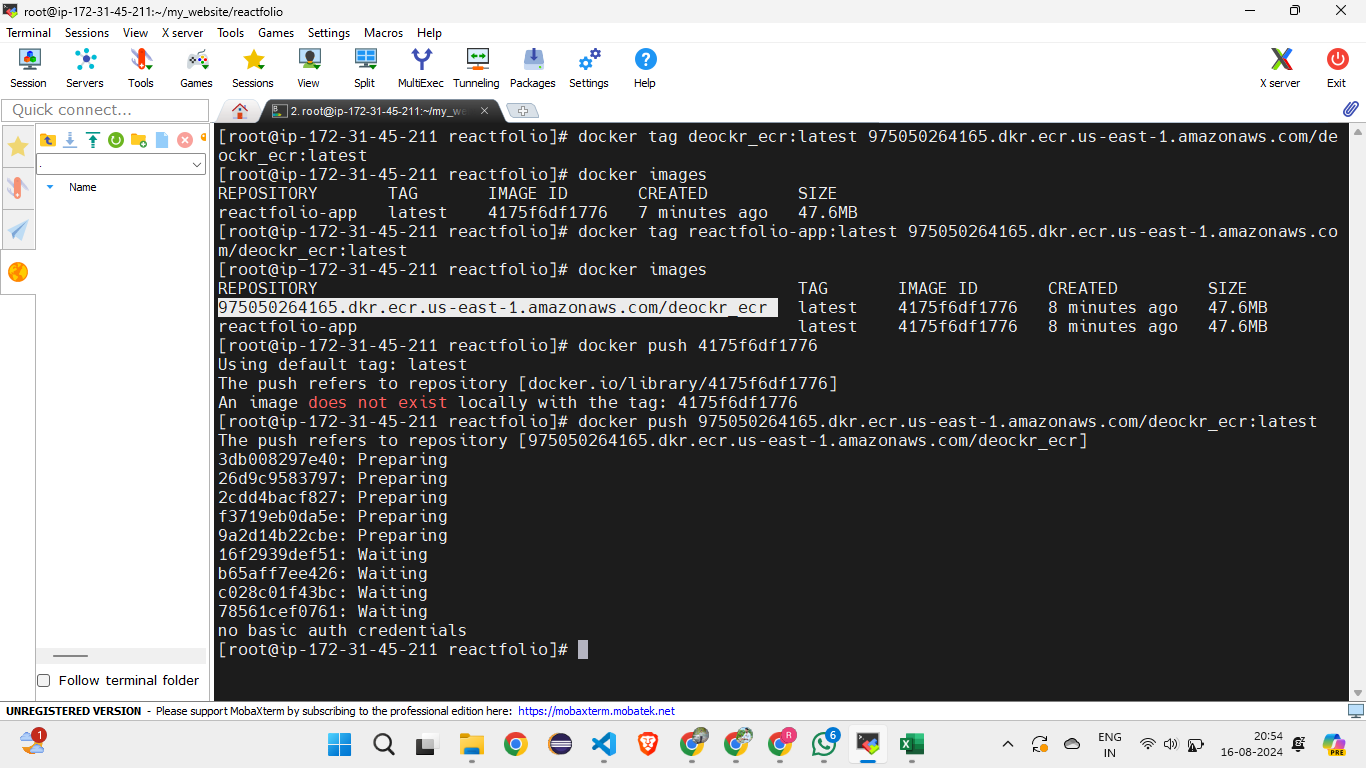 root@ip-172-31-45-211:~/my_website/reactfolio
Terminal Sessions View X server Tools Games Settings Macros Help
Session Servers Tools Games Sessions View Split MultiExec Tunneling Packages Settings Help X server Exit
Quick connect...
2. root@ip-172-31-45-211:~/my_we
Name
[root@ip-172-31-45-211 reactfolio]# docker tag deockr_ecr:latest 975050264165.dkr.ecr.us-east-1.amazonaws.com/de
ockr_ecr:latest
[root@ip-172-31-45-211 reactfolio]# docker images
REPOSITORY TAG IMAGE ID CREATED SIZE
reactfolio-app latest 4175f6df1776 7 minutes ago 47.6MB
[root@ip-172-31-45-211 reactfolio]# docker tag reactfolio-app:latest 975050264165.dkr.ecr.us-east-1.amazonaws.co
m/deockr_ecr:latest
[root@ip-172-31-45-211 reactfolio]# docker images
REPOSITORY TAG IMAGE ID CREATED SIZE
975050264165.dkr.ecr.us-east-1.amazonaws.com/deockr_ecr latest 4175f6df1776 8 minutes ago 47.6MB
reactfolio-app latest 4175f6df1776 8 minutes ago 47.6MB
[root@ip-172-31-45-211 reactfolio]# docker push 4175f6df1776
Using default tag: latest
The push refers to repository [docker.io/library/4175f6df1776]
An image does not exist locally with the tag: 4175f6df1776
[root@ip-172-31-45-211 reactfolio]# docker push 975050264165.dkr.ecr.us-east-1.amazonaws.com/deockr_ecr:latest
The push refers to repository [975050264165.dkr.ecr.us-east-1.amazonaws.com/deockr_ecr]
3db008297e40: Preparing
26d9c9583797: Preparing
2cdd4bacf827: Preparing
f3719eb0da5e: Preparing
9a2d14b22cbe: Preparing
16f2939def51: Waiting
b65aff7ee426: Waiting
c028c01f43bc: Waiting
78561cef0761: Waiting
no basic auth credentials
[root@ip-172-31-45-211 reactfolio]#
Follow terminal folder
UNREGISTERED VERSION - Please support MobaXterm by subscribing to the professional edition here: https://mobaxterm.mobatek.net
1
R
6
PRE
ENG
IN
20:54
16-08-2024